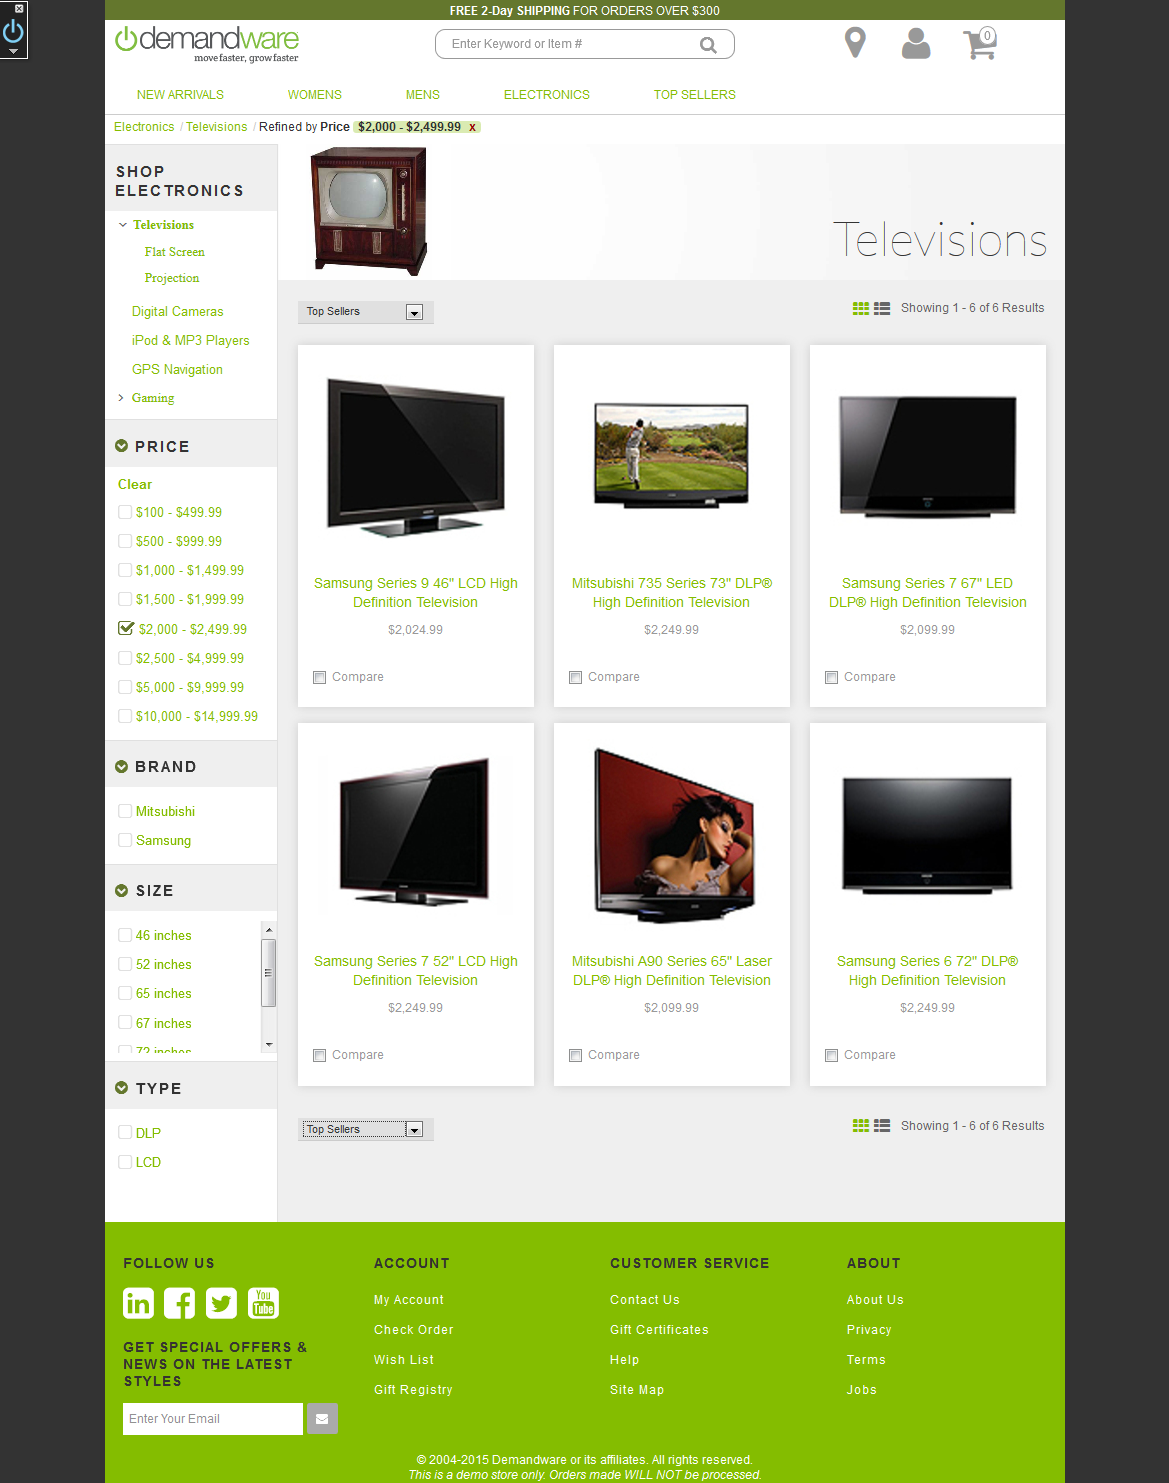 FREE 2-Day SHIPPING FOR ORDERS OVER $300
demandware
move faster, grow faster
Enter Keyword or Item #
0
NEW ARRIVALS
WOMENS
MENS
ELECTRONICS
TOP SELLERS
Electronics / Televisions / Refined by Price $2,000 - $2,499.99 x
SHOP
ELECTRONICS
Televisions
Flat Screen
Projection
Digital Cameras
iPod & MP3 Players
GPS Navigation
Gaming
PRICE
Clear
$100 - $499.99
$500 - $999.99
$1,000 - $1,499.99
$1,500 - $1,999.99
$2,000 - $2,499.99
$2,500 - $4,999.99
$5,000 - $9,999.99
$10,000 - $14,999.99
BRAND
Mitsubishi
Samsung
SIZE
46 inches
52 inches
65 inches
67 inches
72 inches
TYPE
DLP
LCD
Televisions
Top Sellers
Showing 1 - 6 of 6 Results
Samsung Series 9 46" LCD High
Definition Television
$2,024.99
Compare
Mitsubishi 735 Series 73" DLP®
High Definition Television
$2,249.99
Compare
Samsung Series 7 67" LED
DLP® High Definition Television
$2,099.99
Compare
Samsung Series 7 52" LCD High
Definition Television
$2,249.99
Compare
Mitsubishi A90 Series 65" Laser
DLP® High Definition Television
$2,099.99
Compare
Samsung Series 6 72" DLP®
High Definition Television
$2,249.99
Compare
Top Sellers
Showing 1 - 6 of 6 Results
FOLLOW US
in
You
Tube
GET SPECIAL OFFERS &
NEWS ON THE LATEST
STYLES
Enter Your Email
ACCOUNT
My Account
Check Order
Wish List
Gift Registry
CUSTOMER SERVICE
Contact Us
Gift Certificates
Help
Site Map
ABOUT
About Us
Privacy
Terms
Jobs
© 2004-2015 Demandware or its affiliates. All rights reserved.
This is a demo store only. Orders made WILL NOT be processed.